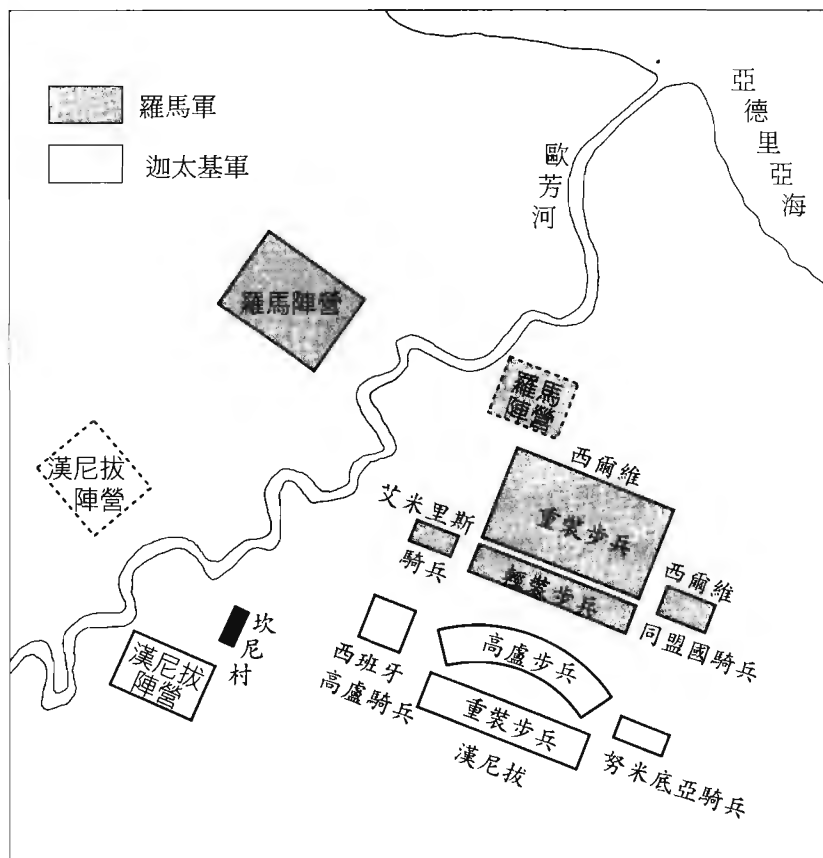 羅馬軍
迦太基軍
亞德里亞海
歐芳河
羅馬陣營
羅馬
陣營
漢尼拔
陣營
西爾維
重裝步兵
艾米里斯
騎兵
輕裝步兵
西爾維
同盟國騎兵
坎尼村
漢尼拔
陣營
西班牙
高盧騎兵
高盧步兵
重裝步兵
漢尼拔
努米底亞騎兵